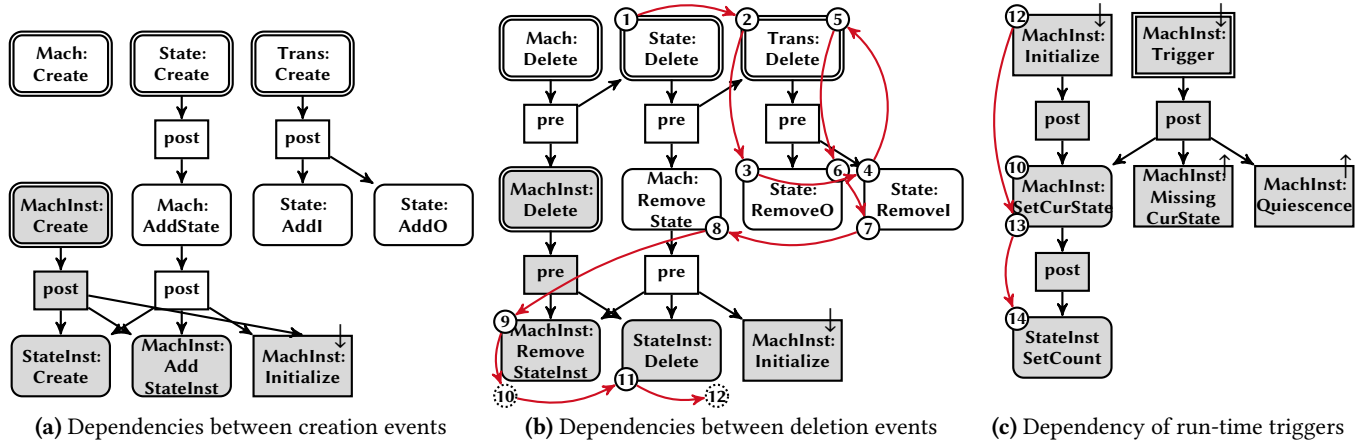 Mach:
Create
State:
Create
Trans:
Create
post
post
MachInst:
Create
Mach:
AddState
State:
AddI
State:
AddO
post
post
StateInst:
Create
MachInst:
Add
StateInst
MachInst:
Initialize
↓
(a) Dependencies between creation events
1
2
5
Mach:
Delete
State:
Delete
Trans:
Delete
pre
pre
pre
3
6
4
MachInst:
Delete
Mach:
Remove
State
State:
RemoveO
State:
RemoveI
8
7
pre
pre
9
MachInst:
Remove
StateInst
StateInst:
Delete
MachInst:
Initialize
↓
10
11
12
(b) Dependencies between deletion events
12
MachInst:
Initialize
↓
MachInst:
Trigger
↓
post
post
10
MachInst:
SetCurState
13
MachInst:
Missing
CurState
↑
MachInst:
Quiescence
↑
post
14
StateInst
SetCount
(c) Dependency of run-time triggers